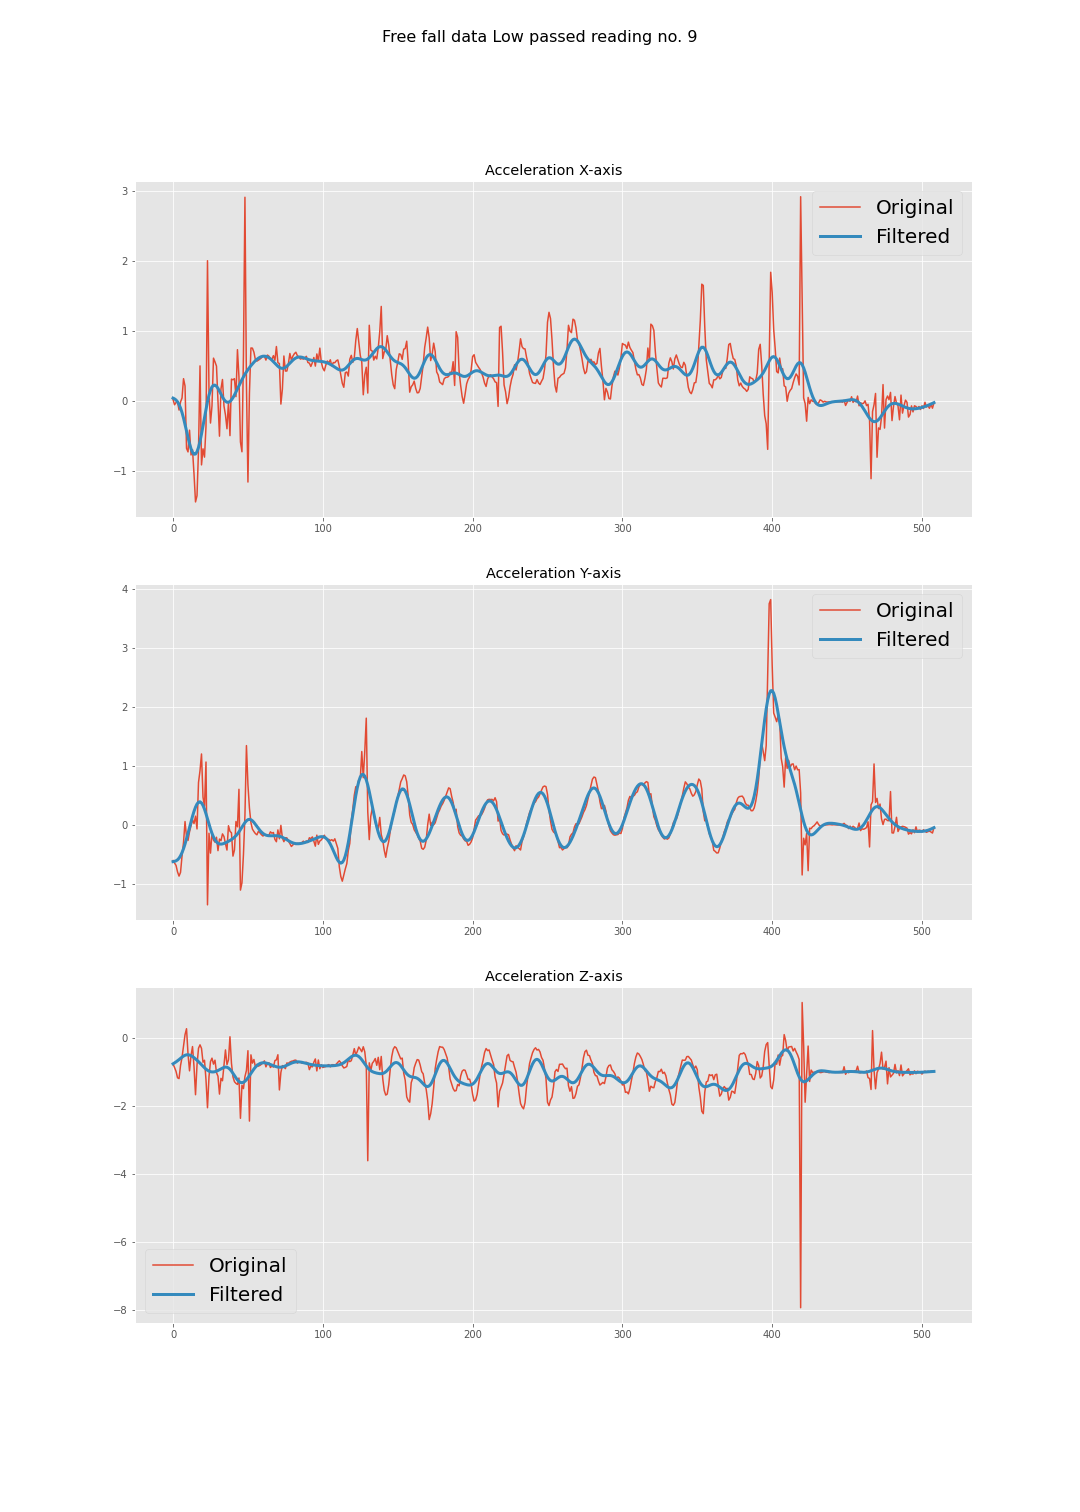 Free fall data Low passed reading no. 9
Acceleration X-axis
3
2
1
0
−1
Original
Filtered
0 100 200 300 400 500
Acceleration Y-axis
4
3
2
1
0
−1
Original
Filtered
0 100 200 300 400 500
Acceleration Z-axis
0
−2
−4
−6
−8
Original
Filtered
0 100 200 300 400 500